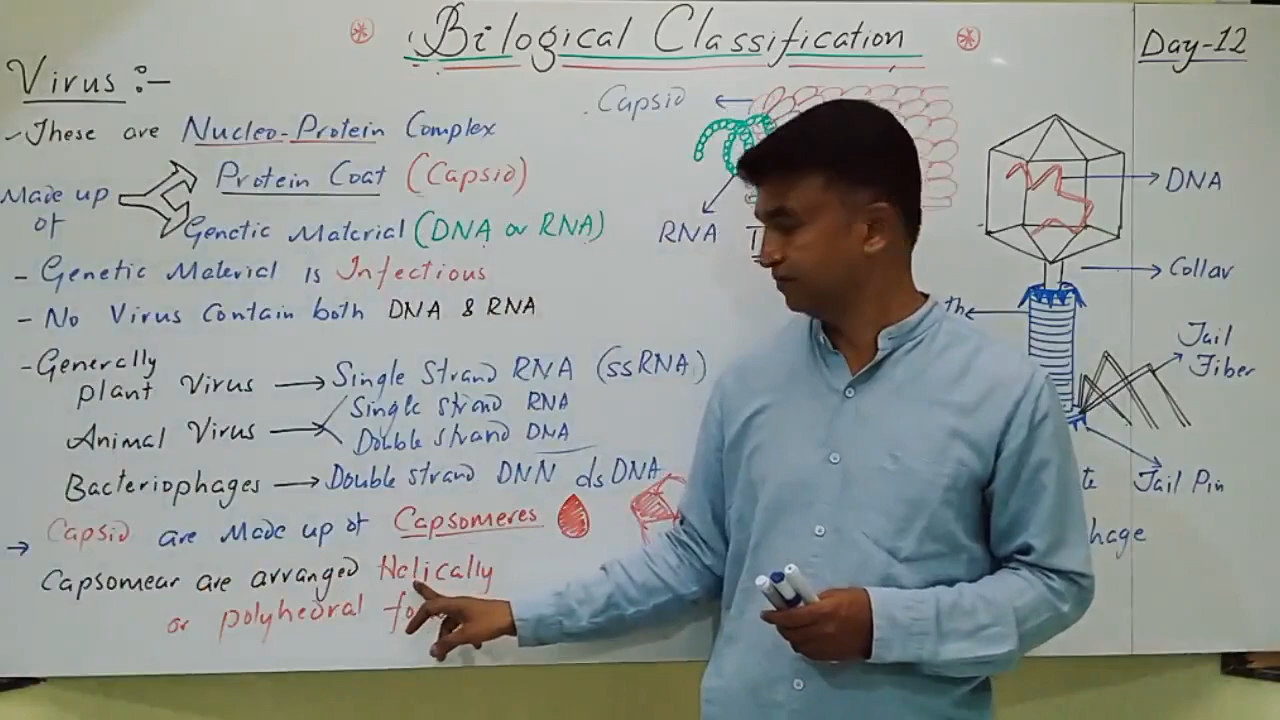 Bilogical Classification
Day-12
Virus :-
- These are Nucleo-Protein Complex
Made up of
Protein Coat (Capsid)
Genetic Material (DNA or RNA)
- Genetic Material is Infectious
- No Virus Contain both DNA & RNA
- Generally
plant Virus → Single Strand RNA (ssRNA)
Animal Virus → Single strand RNA
Double strand DNA
Bacteriophages → Double strand DNN dsDNA
→ Capsid are Made up of Capsomeres
Capsomear are arranged Helically
or polyhedral
Capsid
RNA
DNA
Collar
th
Tail
Fiber
Tail Pin
te
hage